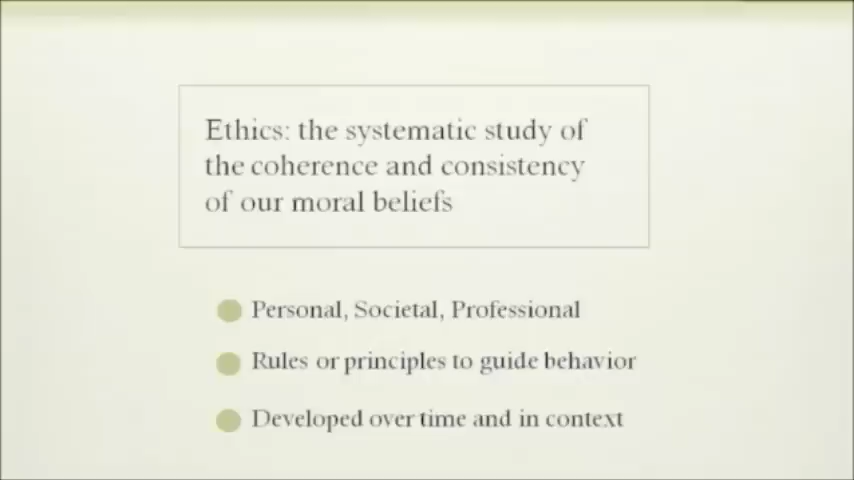 Ethics: the systematic study of
the coherence and consistency
of our moral beliefs
Personal, Societal, Professional
Rules or principles to guide behavior
Developed over time and in context